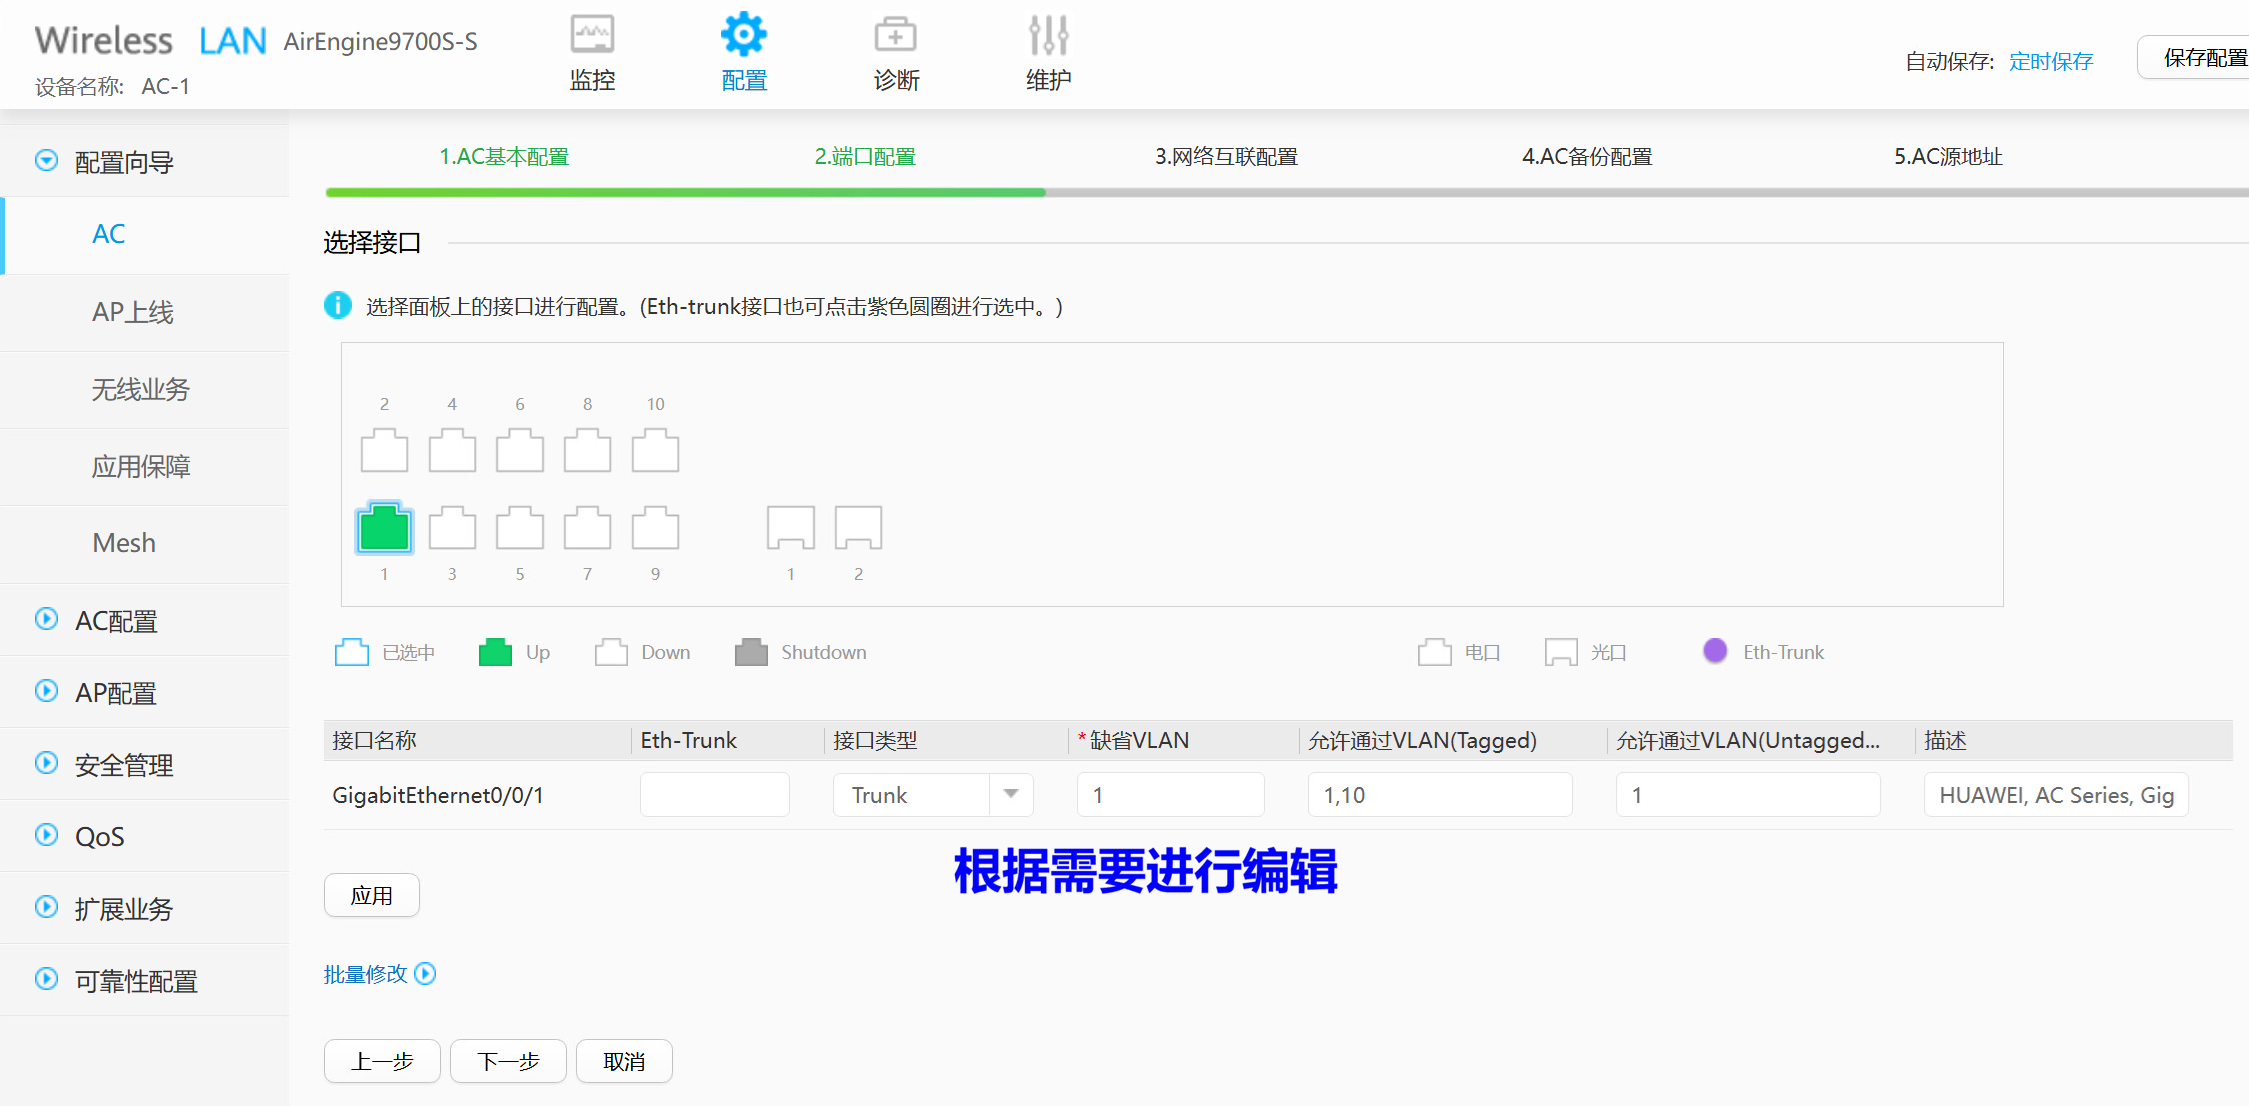 Wireless LAN AirEngine9700S-S
设备名称: AC-1
监控
配置
诊断
维护
自动保存: 定时保存
保存配置
配置向导
AC
AP上线
无线业务
应用保障
Mesh
AC配置
AP配置
安全管理
QoS
扩展业务
可靠性配置
1.AC基本配置
2.端口配置
3.网络互联配置
4.AC备份配置
5.AC源地址
选择接口
选择面板上的接口进行配置。(Eth-trunk接口也可点击紫色圆圈进行选中。)
2 4 6 8 10
1 3 5 7 9 1 2
已选中 Up Down Shutdown 电口 光口 Eth-Trunk
接口名称 Eth-Trunk 接口类型 *缺省VLAN 允许通过VLAN(Tagged) 允许通过VLAN(Untagged... 描述
GigabitEthernet0/0/1 Trunk 1 1,10 1 HUAWEI, AC Series, Gig
根据需要进行编辑
应用
批量修改
上一步 下一步 取消